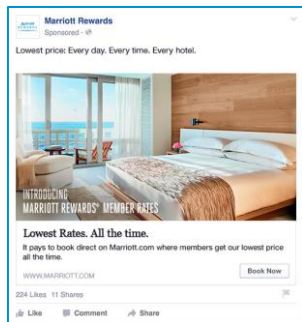 Marriott Rewards
Sponsored ·
Lowest price: Every day. Every time. Every hotel.
INTRODUCING
MARRIOTT REWARDS® MEMBER RATES
Lowest Rates. All the time.
It pays to book direct on Marriott.com where members get our lowest price
all the time.
WWW.MARRIOTT.COM
Book Now
224 Likes 11 Shares
Like Comment Share